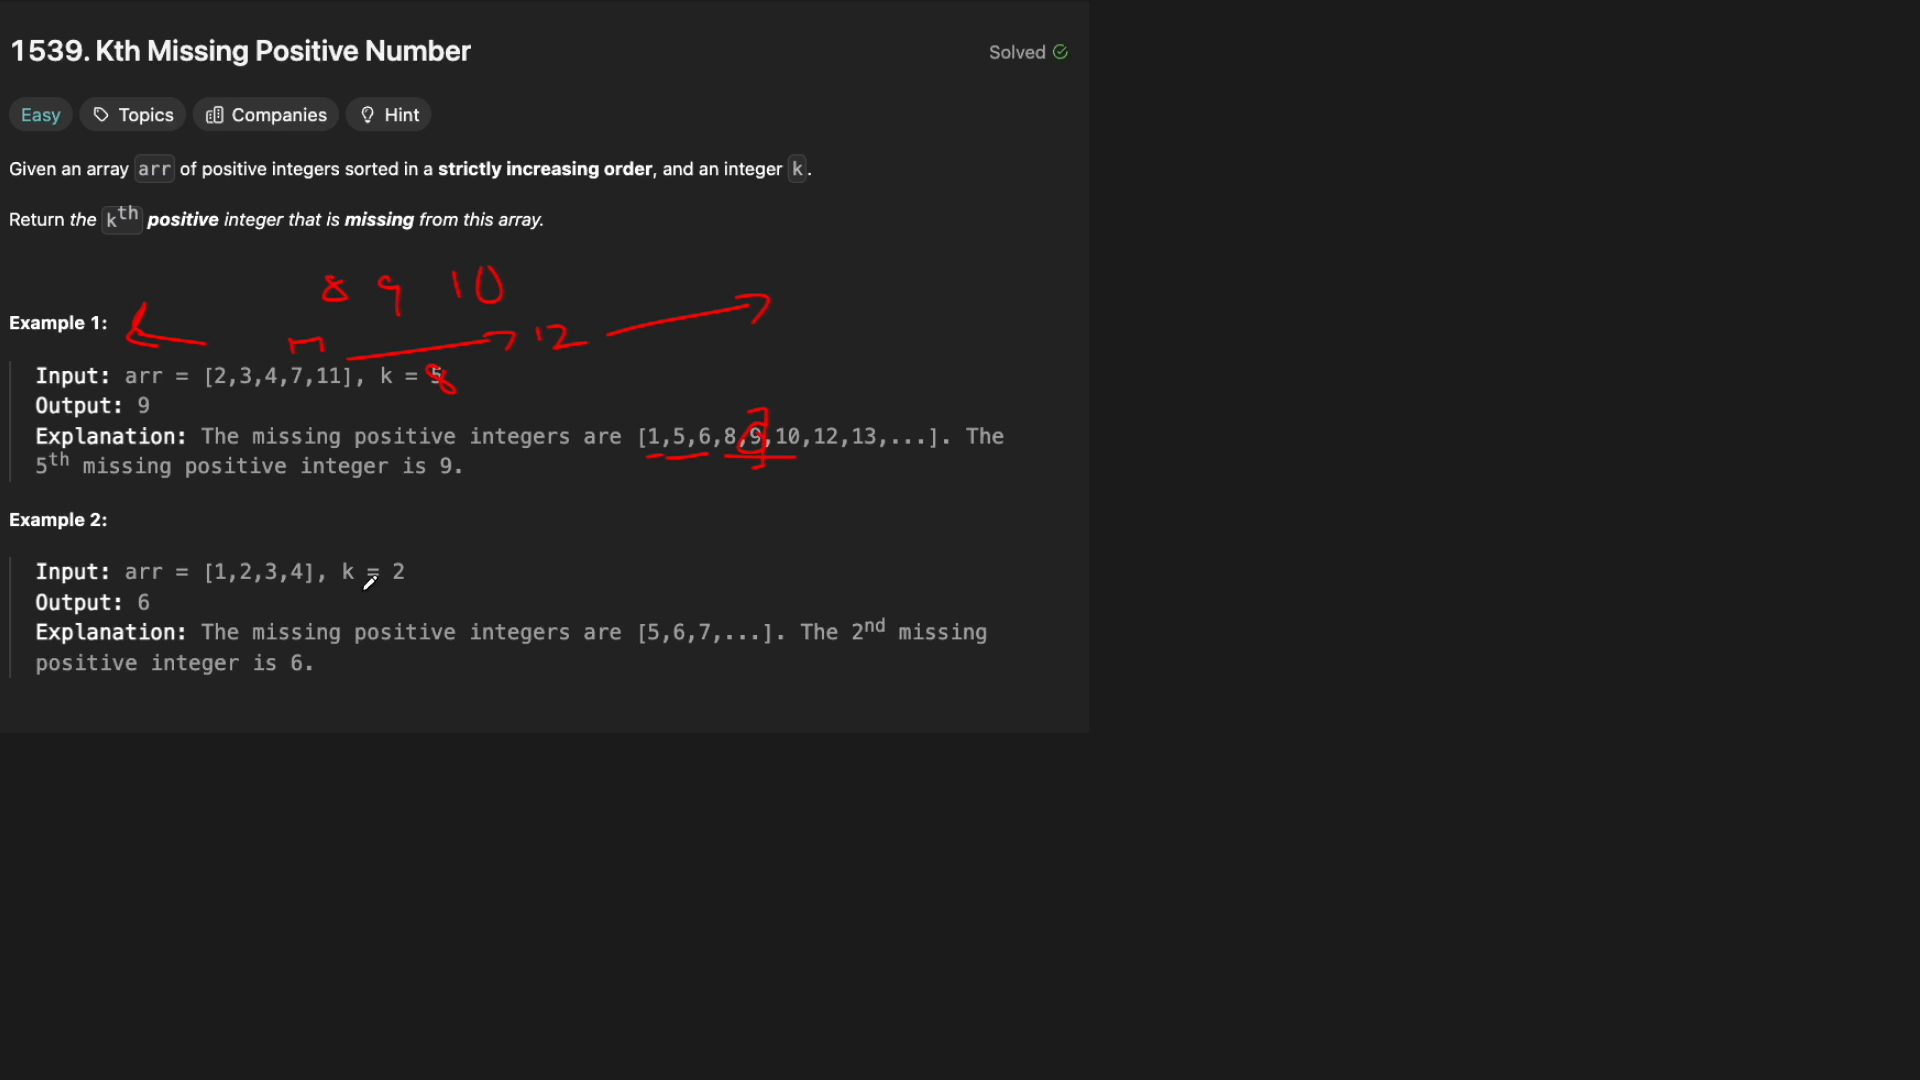 1539. Kth Missing Positive Number
Solved
Easy Topics Companies Hint
Given an array arr of positive integers sorted in a strictly increasing order, and an integer k.
Return the kth positive integer that is missing from this array.
8 9 10
Example 1:
7 12
Input: arr = [2,3,4,7,11], k = 8
Output: 9
Explanation: The missing positive integers are [1,5,6,8,9,10,12,13,...]. The
5th missing positive integer is 9.
Example 2:
Input: arr = [1,2,3,4], k = 2
Output: 6
Explanation: The missing positive integers are [5,6,7,...]. The 2nd missing
positive integer is 6.